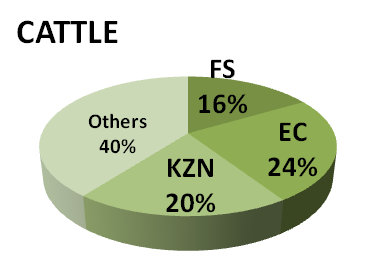 CATTLE
FS
16%
EC
24%
KZN
20%
Others
40%